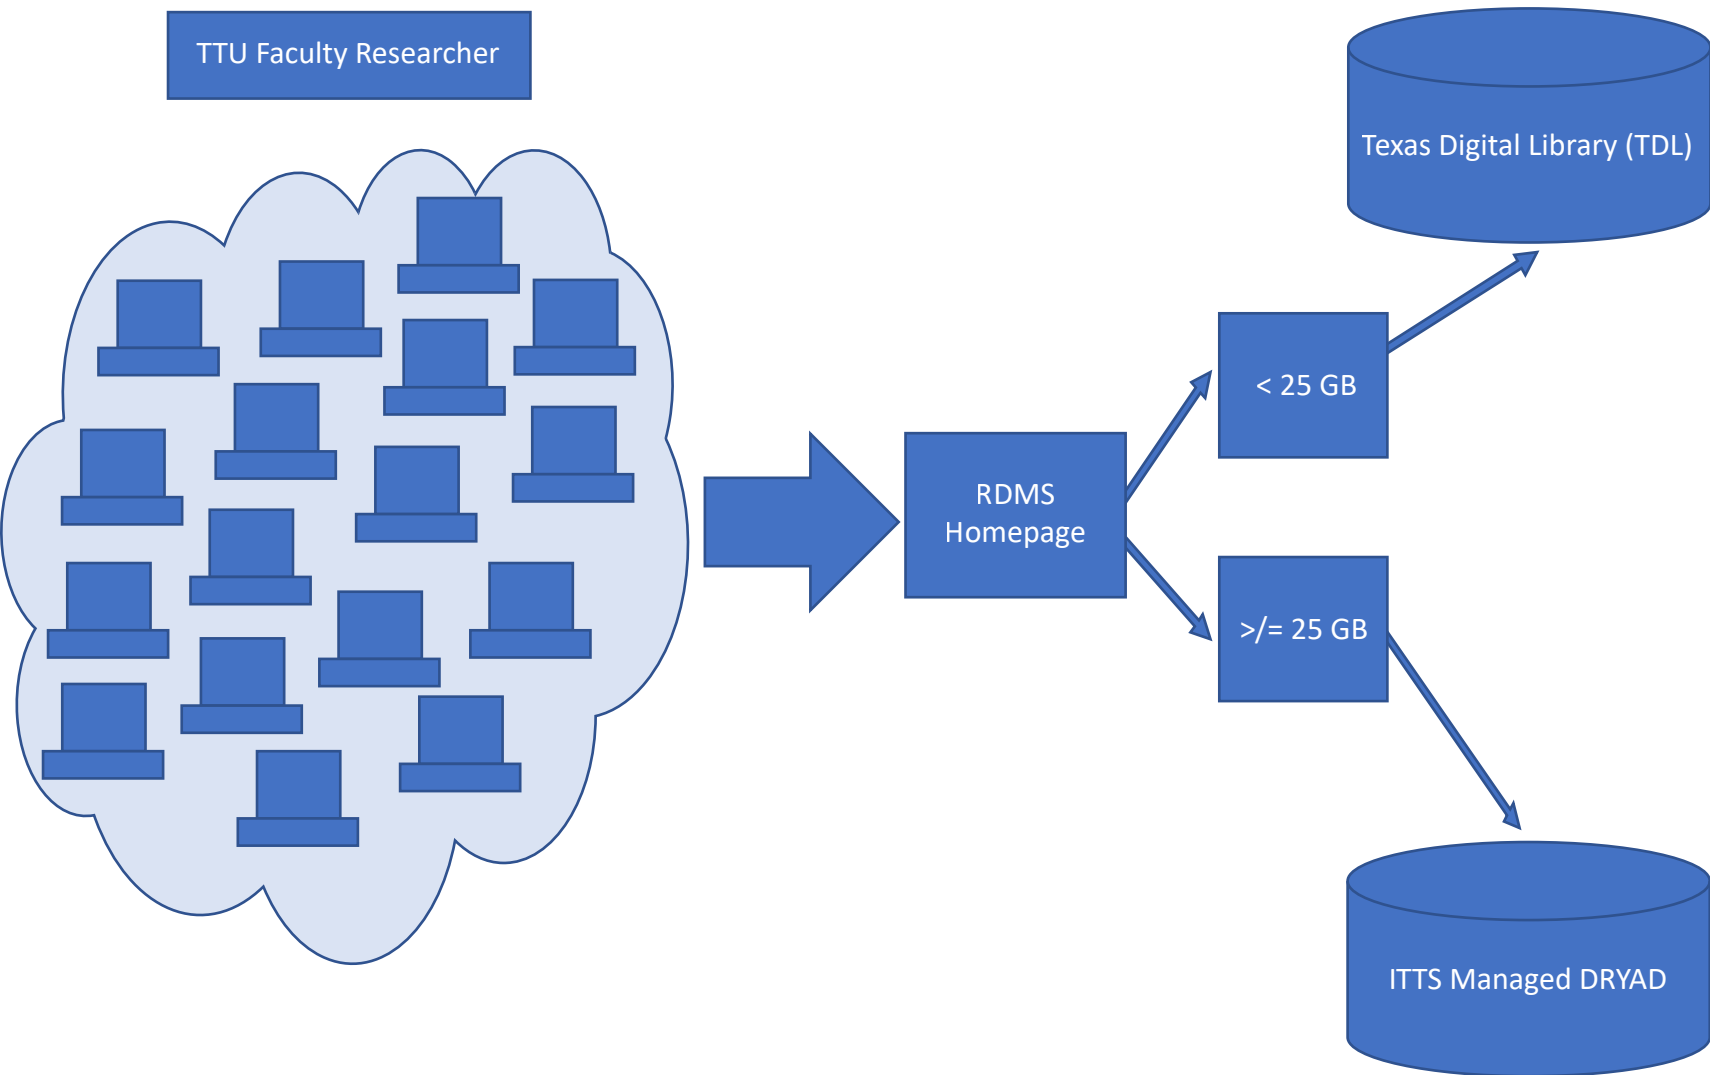 TTU Faculty Researcher
Texas Digital Library (TDL)
< 25 GB
RDMS
Homepage
>/= 25 GB
ITTS Managed DRYAD